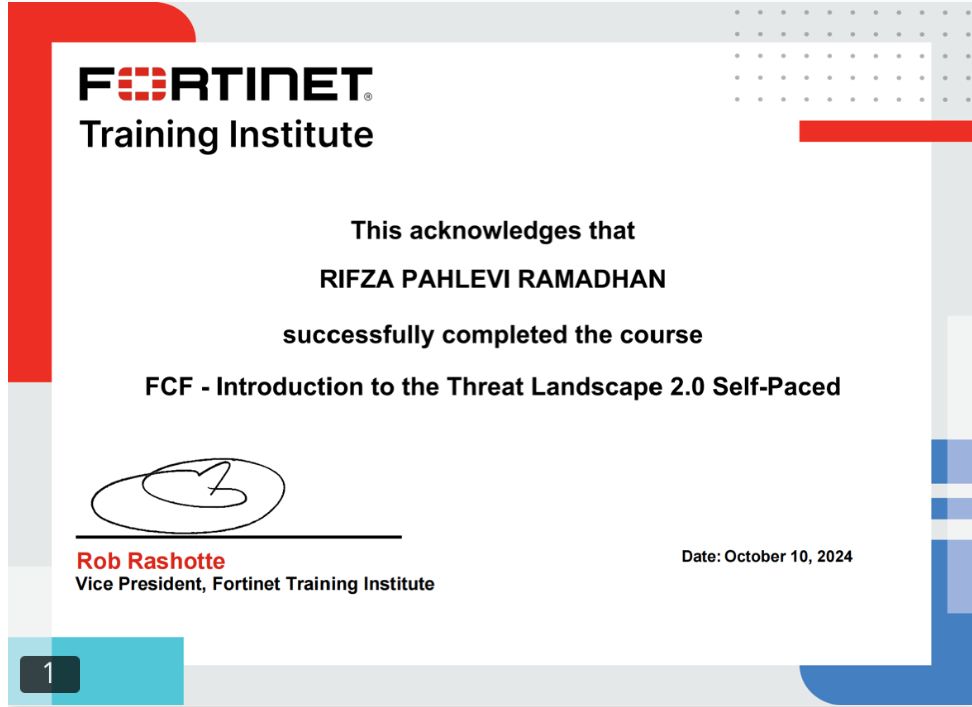 FORTINET®
Training Institute
This acknowledges that
RIFZA PAHLEVI RAMADHAN
successfully completed the course
FCF - Introduction to the Threat Landscape 2.0 Self-Paced
Rob Rashotte
Vice President, Fortinet Training Institute
Date: October 10, 2024
1